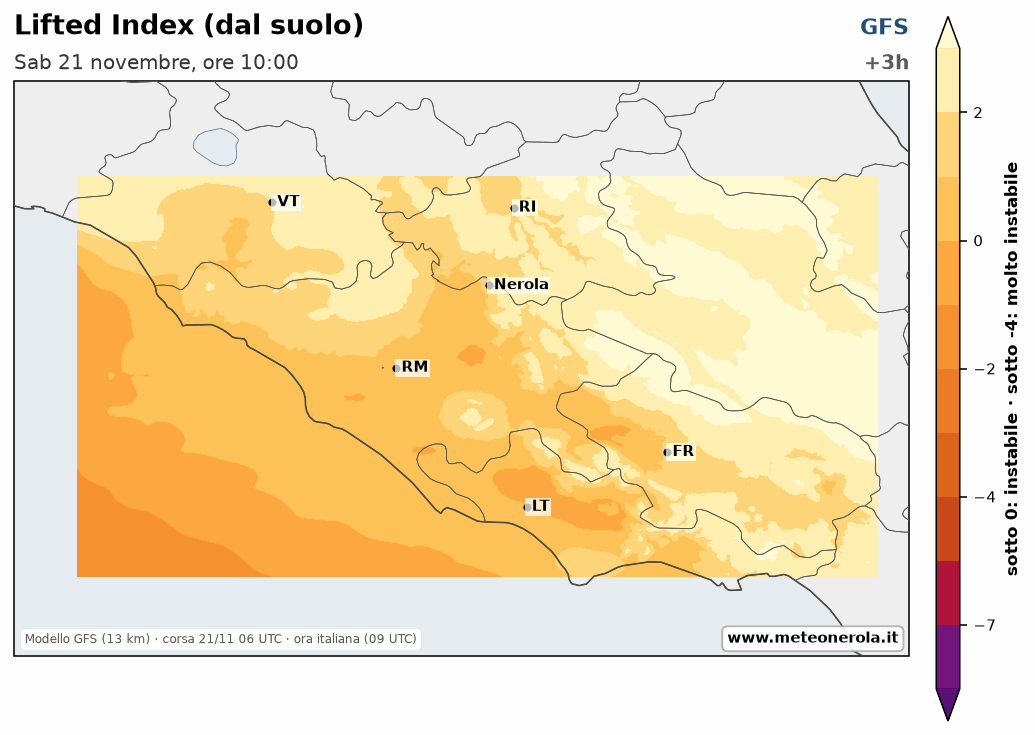 Lifted Index (dal suolo)
GFS
Sab 21 novembre, ore 10:00
+3h
VT
RI
Nerola
RM
FR
LT
Modello GFS (13 km) · corsa 21/11 06 UTC · ora italiana (09 UTC)
www.meteonerola.it
2
0
−2
−4
−7
sotto 0: instabile · sotto -4: molto instabile